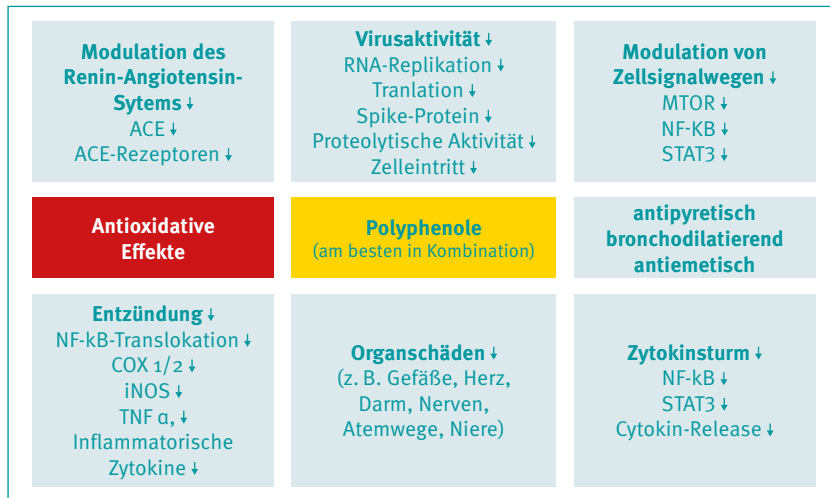 Modulation des
Renin-Angiotensin-
Sytems ↓
ACE ↓
ACE-Rezeptoren ↓
Virusaktivität ↓
RNA-Replikation ↓
Tranlation ↓
Spike-Protein ↓
Proteolytische Aktivität ↓
Zelleintritt ↓
Modulation von
Zellsignalwegen ↓
MTOR ↓
NF-KB ↓
STAT3 ↓
Antioxidative
Effekte
Polyphenole
(am besten in Kombination)
antipyretisch
bronchodilatierend
antiemetisch
Entzündung ↓
NF-kB-Translokation ↓
COX 1/2 ↓
iNOS ↓
TNF α, ↓
Inflammatorische
Zytokine ↓
Organschäden ↓
(z. B. Gefäße, Herz,
Darm, Nerven,
Atemwege, Niere)
Zytokinsturm ↓
NF-kB ↓
STAT3 ↓
Cytokin-Release ↓